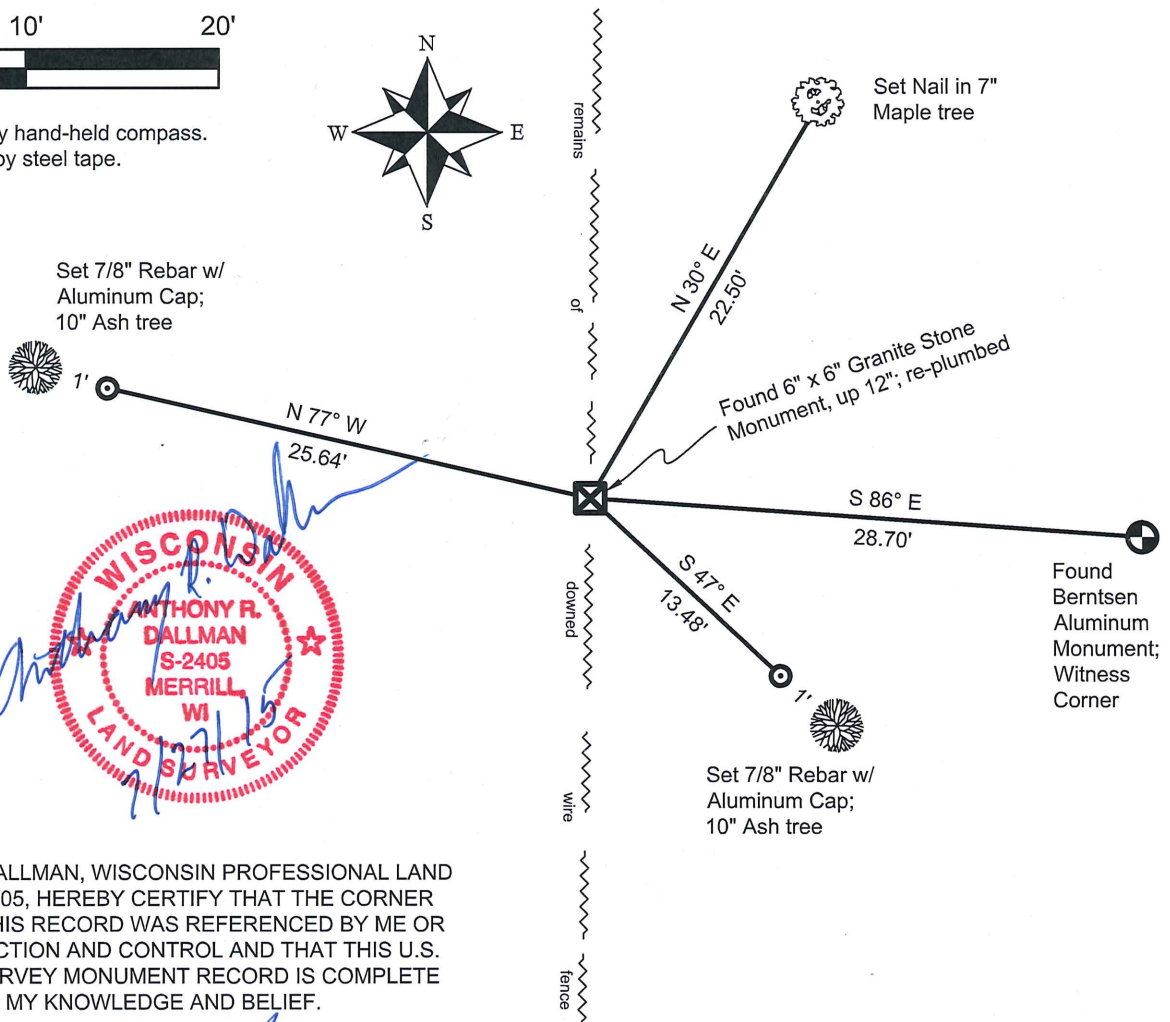 10' 20'
y hand-held compass.
by steel tape.
N
W E
S
remains
of
downed
wire
fence
Set Nail in 7"
Maple tree
N 30° E
22.50'
Set 7/8" Rebar w/
Aluminum Cap;
10" Ash tree
1'
N 77° W
25.64'
Found 6" x 6" Granite Stone
Monument, up 12"; re-plumbed
S 86° E
28.70'
Found
Berntsen
Aluminum
Monument;
Witness
Corner
S 47° E
13.48'
1'
Set 7/8" Rebar w/
Aluminum Cap;
10" Ash tree
WISCONSIN
ANTHONY R.
DALLMAN
S-2405
MERRILL,
WI
LAND SURVEYOR
Anthony R. Dallman
7/27/15
ALLMAN, WISCONSIN PROFESSIONAL LAND
05, HEREBY CERTIFY THAT THE CORNER
HIS RECORD WAS REFERENCED BY ME OR
CTION AND CONTROL AND THAT THIS U.S.
RVEY MONUMENT RECORD IS COMPLETE
MY KNOWLEDGE AND BELIEF.